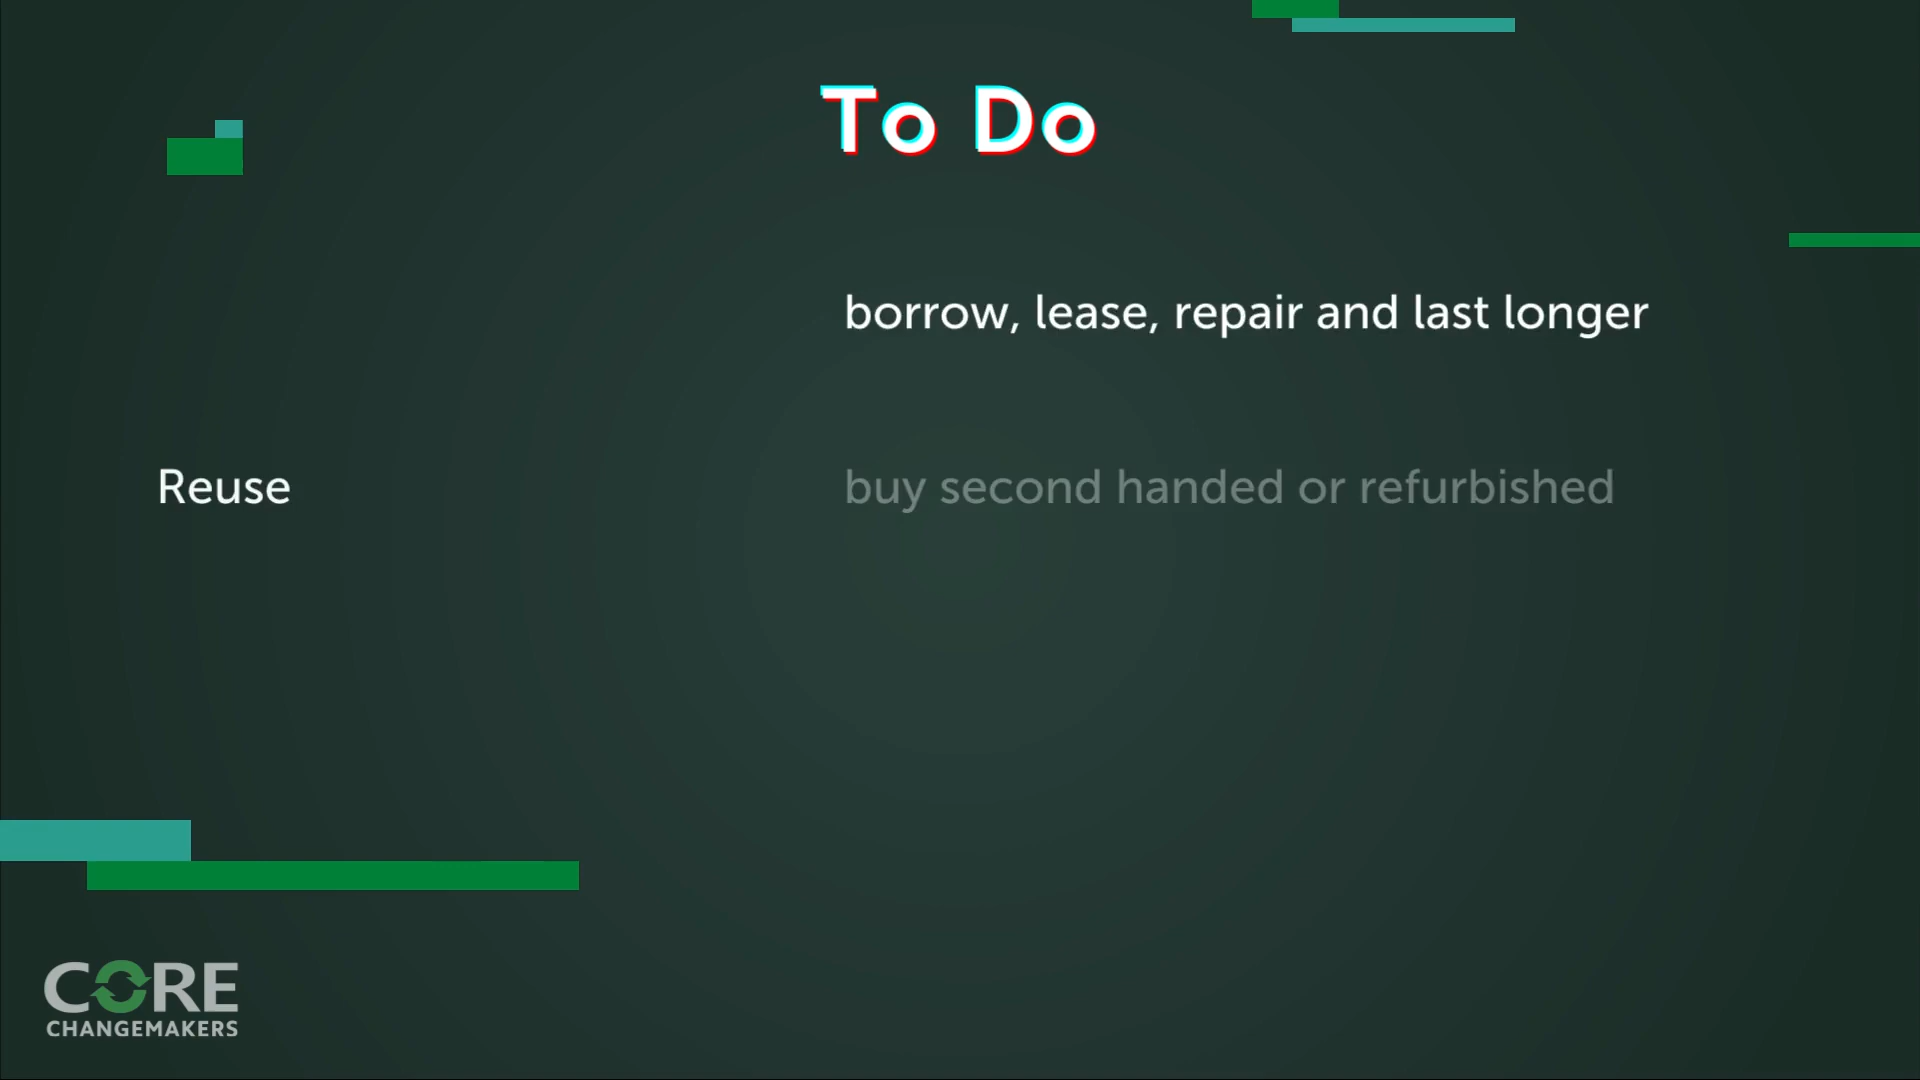 To Do
borrow, lease, repair and last longer
Reuse
buy second handed or refurbished
CORE
CHANGEMAKERS